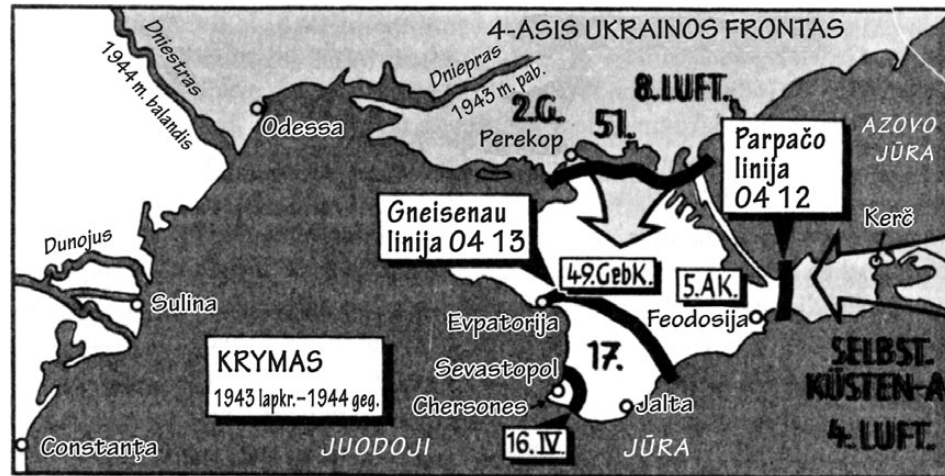 4-ASIS UKRAINOS FRONTAS
Dniestras
1944 m. balandis
Odessa
Dniepras
1943 m. pab.
2.G.
51.
8.LUFT.
Perekop
Parpačo
linija
04 12
AZOVO
JŪRA
Kerč
Gneisenau
linija 04 13
49.GebK.
5.AK.
Feodosija
Dunojus
Sulina
Evpatorija
KRYMAS
1943 lapkr.–1944 geg.
Sevastopol
Chersones
17.
16.IV.
Jalta
SELBST.
KÜSTEN-A
4. LUFT.
Constanța
JUODOJI
JŪRA